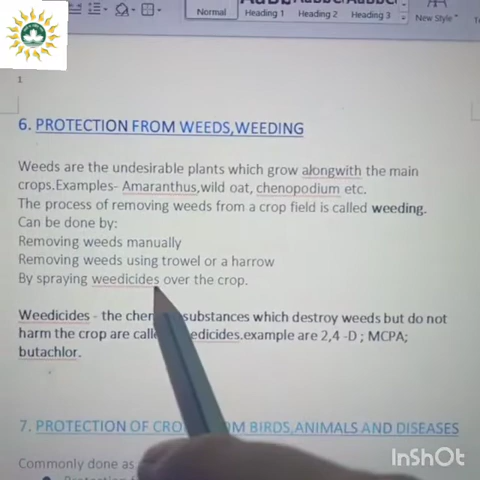 Normal
Heading 1
Heading 2
Heading 3
New Style
1
6. PROTECTION FROM WEEDS,WEEDING
Weeds are the undesirable plants which grow alongwith the main
crops.Examples- Amaranthus,wild oat, chenopodium etc.
The process of removing weeds from a crop field is called weeding.
Can be done by:
Removing weeds manually
Removing weeds using trowel or a harrow
By spraying weedicides over the crop.
Weedicides - the substances which destroy weeds but do not
harm the crop are edicides.example are 2,4 -D ; MCPA;
butachlor.
7. PROTECTION OF BIRDS,ANIMALS AND DISEASES
Commonly done as
InShOt